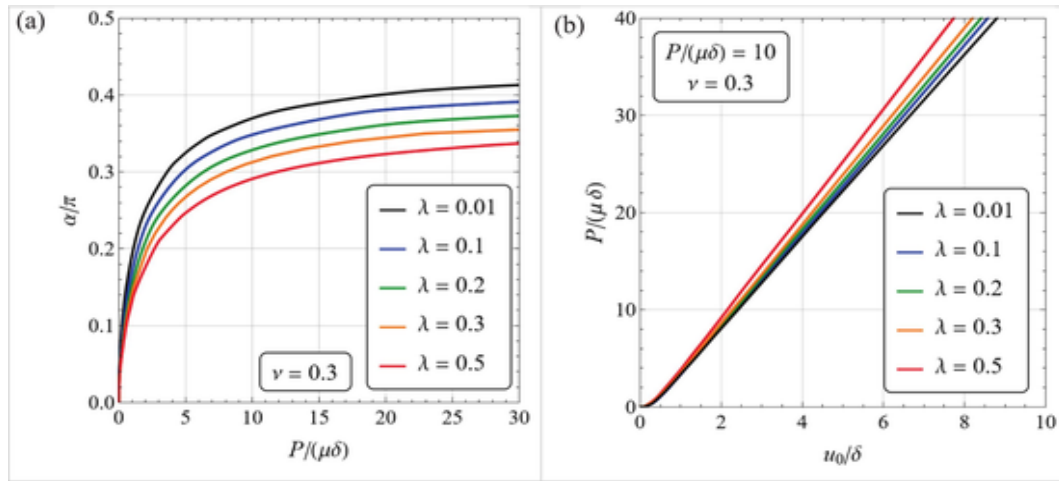 (a)
0.5
0.4
0.3
0.2
0.1
0.0
α/π
λ = 0.01
λ = 0.1
λ = 0.2
λ = 0.3
λ = 0.5
ν = 0.3
0 5 10 15 20 25 30
P/(μδ)
(b)
40
30
20
10
0
P/(μ δ)
P/(μδ) = 10
ν = 0.3
λ = 0.01
λ = 0.1
λ = 0.2
λ = 0.3
λ = 0.5
0 2 4 6 8 10
u₀/δ